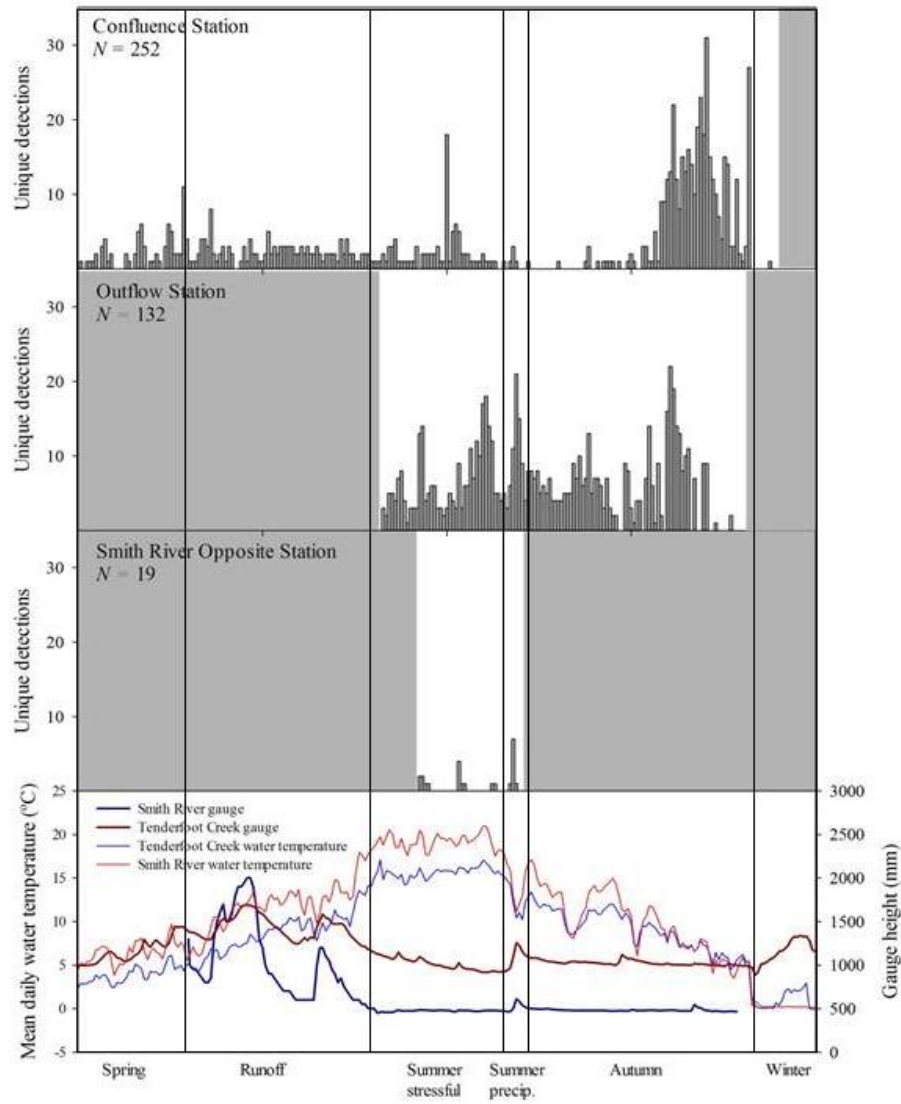 Confluence Station
N = 252
30
20
10
Unique detections
Outflow Station
N = 132
30
20
10
Unique detections
Smith River Opposite Station
N = 19
30
20
10
Unique detections
25
20
15
10
5
0
-5
Mean daily water temperature (°C)
Smith River gauge
Tenderfoot Creek gauge
Tenderfoot Creek water temperature
Smith River water temperature
3000
2500
2000
1500
1000
500
0
Gauge height (mm)
Spring
Runoff
Summer
stressful
Summer
precip.
Autumn
Winter